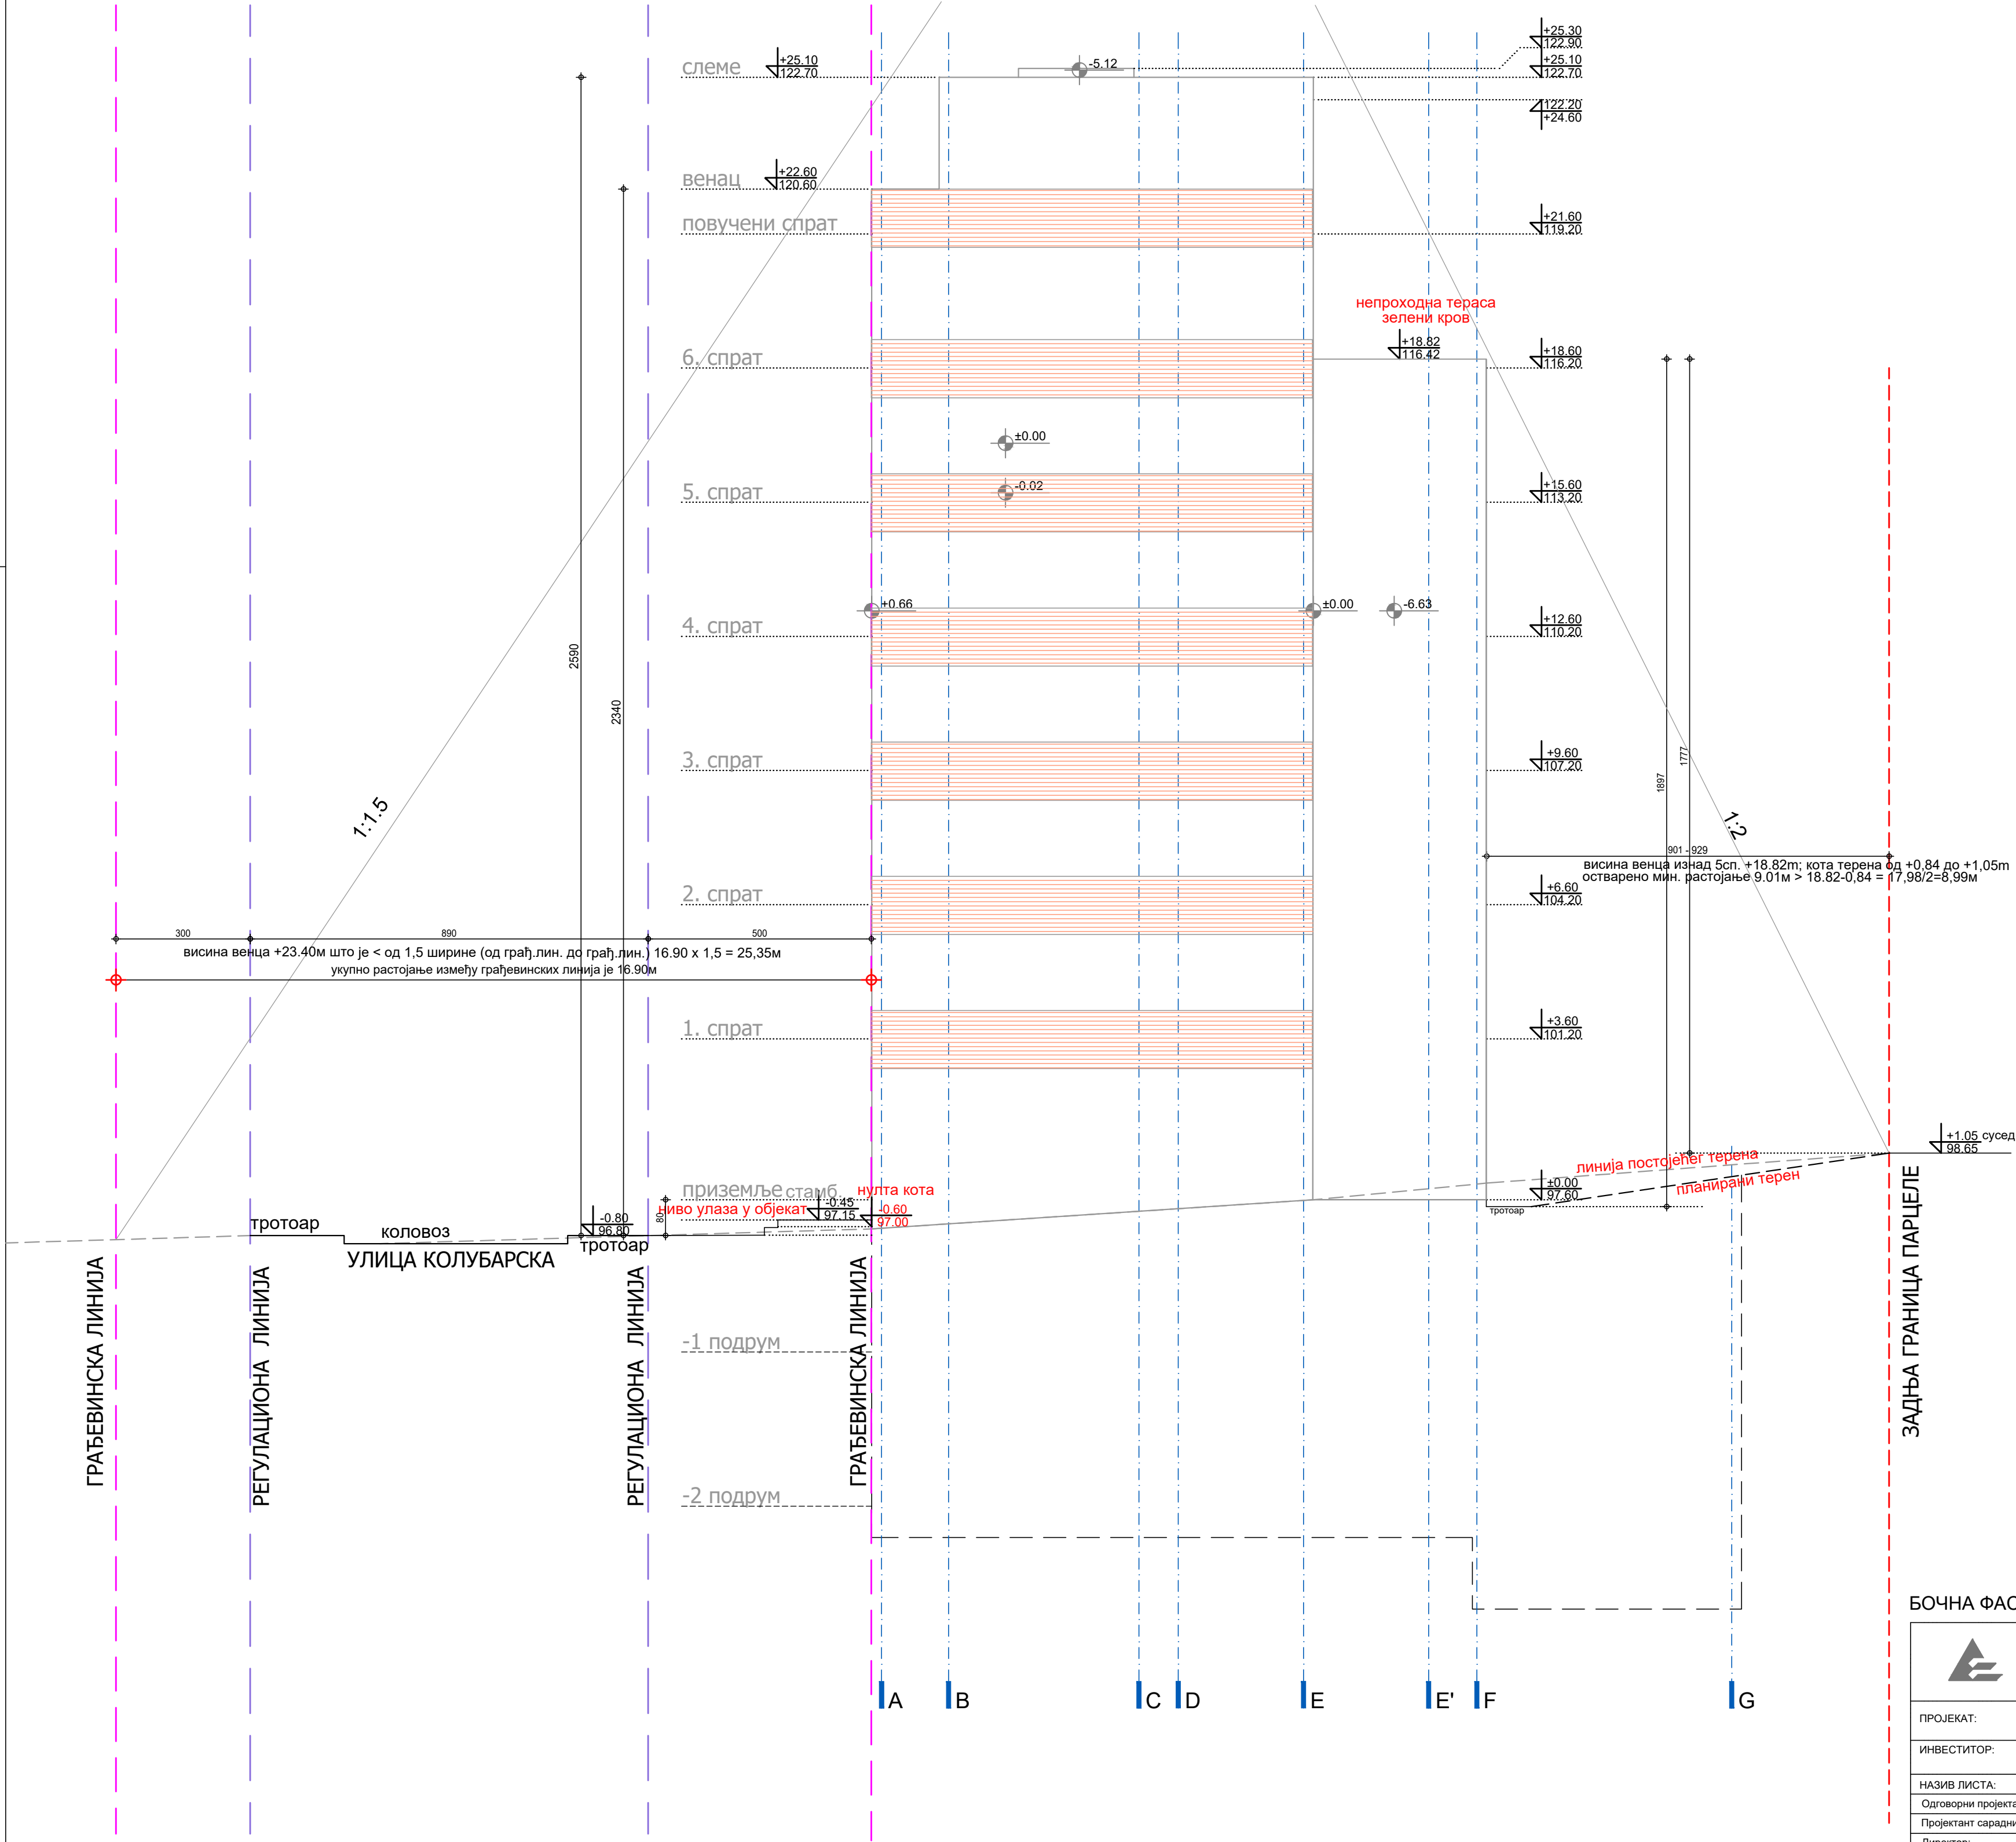 слеме
+25.10
122.70
-5.12
+25.30
122.90
+25.10
122.70
122.20
+24.60
венац
+22.60
120.60
повучени спрат
+21.60
119.20
непроходна тераса
зелени кров
+18.82
116.42
6. спрат
+18.60
116.20
±0.00
5. спрат
-0.02
+15.60
113.20
+0.66
±0.00
-6.63
4. спрат
+12.60
110.20
2590
2340
3. спрат
+9.60
107.20
1777
1897
1:1.5
1:2
901 - 929
висина венца изнад 5сп. +18.82m; кота терена од +0,84 до +1,05m
остварено мин. растојање 9.01м > 18.82-0,84 = 17,98/2=8,99м
2. спрат
+6.60
104.20
300
890
500
висина венца +23.40м што је < од 1,5 ширине (од грађ.лин. до грађ.лин.) 16.90 x 1,5 = 25,35м
укупно растојање између грађевинских линија је 16.90м
1. спрат
+3.60
101.20
+1.05 сусед
98.65
линија постојећег терена
планирани терен
приземље стамб.
нулта кота
ниво улаза у објекат
-0.45
97.15
-0.60
97.00
±0.00
97.60
тротоар
80
-0.80
96.80
тротоар
коловоз
тротоар
УЛИЦА КОЛУБАРСКА
ГРАЂЕВИНСКА ЛИНИЈА
РЕГУЛАЦИОНА ЛИНИЈА
РЕГУЛАЦИОНА ЛИНИЈА
ГРАЂЕВИНСКА ЛИНИЈА
ЗАДЊА ГРАНИЦА ПАРЦЕЛЕ
-1 подрум
-2 подрум
A
B
C
D
E
E'
F
G
БОЧНА ФАС
ПРОЈЕКАТ:
ИНВЕСТИТОР:
НАЗИВ ЛИСТА:
Одговорни пројекта
Пројектант сарадни